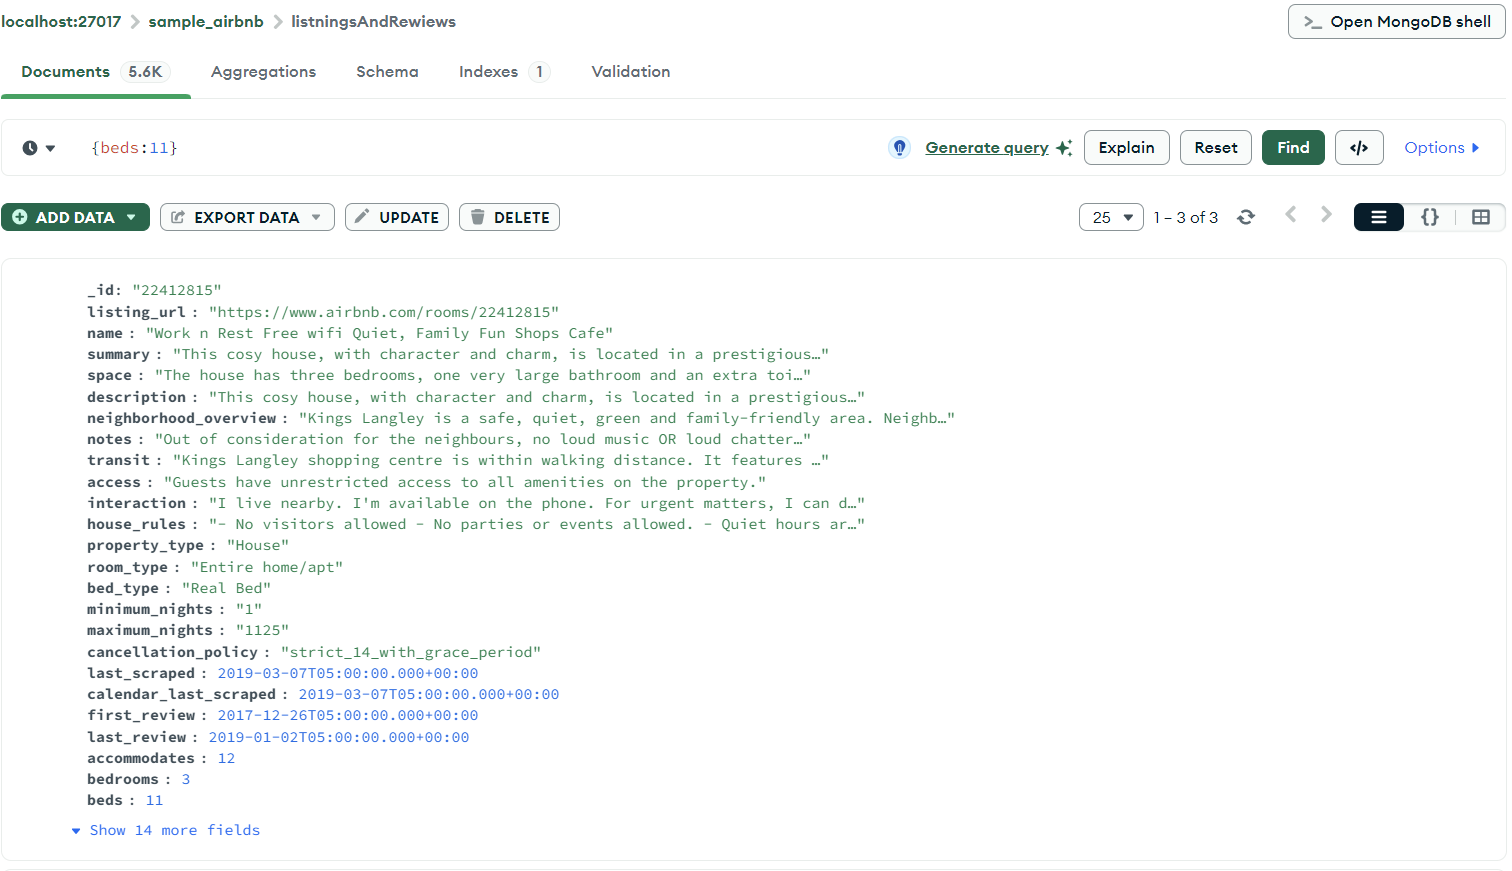 localhost:27017 > sample_airbnb > listningsAndRewiews
>_ Open MongoDB shell
Documents 5.6K Aggregations Schema Indexes 1 Validation
{beds:11}
Generate query Explain Reset Find </> Options
ADD DATA EXPORT DATA UPDATE DELETE
25 1 – 3 of 3 {}
_id: "22412815"
listing_url : "https://www.airbnb.com/rooms/22412815"
name : "Work n Rest Free wifi Quiet, Family Fun Shops Cafe"
summary : "This cosy house, with character and charm, is located in a prestigious…"
space : "The house has three bedrooms, one very large bathroom and an extra toi…"
description : "This cosy house, with character and charm, is located in a prestigious…"
neighborhood_overview : "Kings Langley is a safe, quiet, green and family-friendly area. Neighb…"
notes : "Out of consideration for the neighbours, no loud music OR loud chatter…"
transit : "Kings Langley shopping centre is within walking distance. It features …"
access : "Guests have unrestricted access to all amenities on the property."
interaction : "I live nearby. I'm available on the phone. For urgent matters, I can d…"
house_rules : "- No visitors allowed - No parties or events allowed. - Quiet hours ar…"
property_type : "House"
room_type : "Entire home/apt"
bed_type : "Real Bed"
minimum_nights : "1"
maximum_nights : "1125"
cancellation_policy : "strict_14_with_grace_period"
last_scraped : 2019-03-07T05:00:00.000+00:00
calendar_last_scraped : 2019-03-07T05:00:00.000+00:00
first_review : 2017-12-26T05:00:00.000+00:00
last_review : 2019-01-02T05:00:00.000+00:00
accommodates : 12
bedrooms : 3
beds : 11
Show 14 more fields